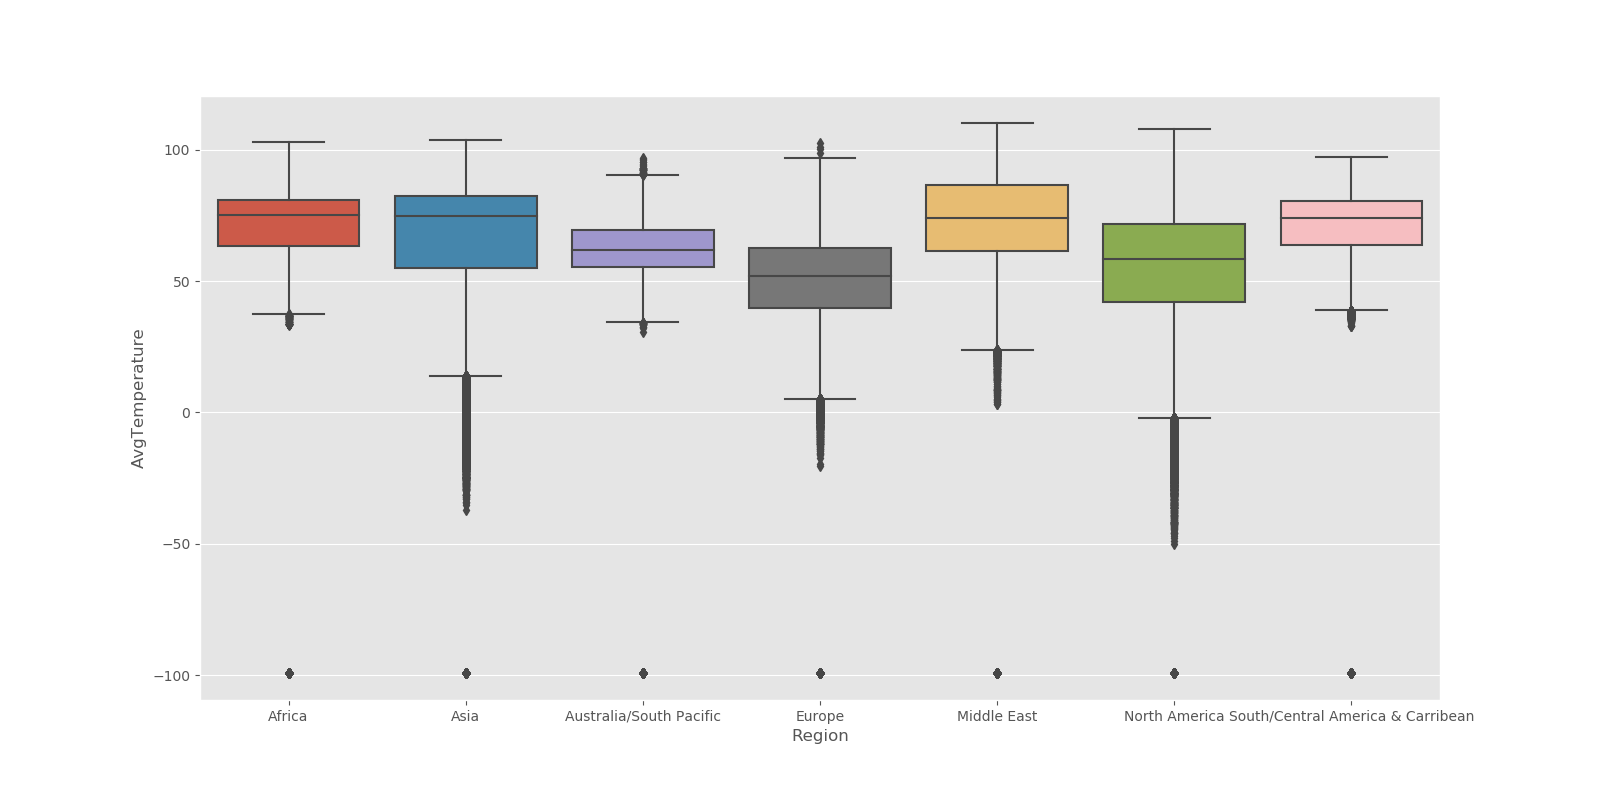 AvgTemperature
100
50
0
−50
−100
Africa Asia Australia/South Pacific Europe Middle East North America South/Central America & Carribean
Region